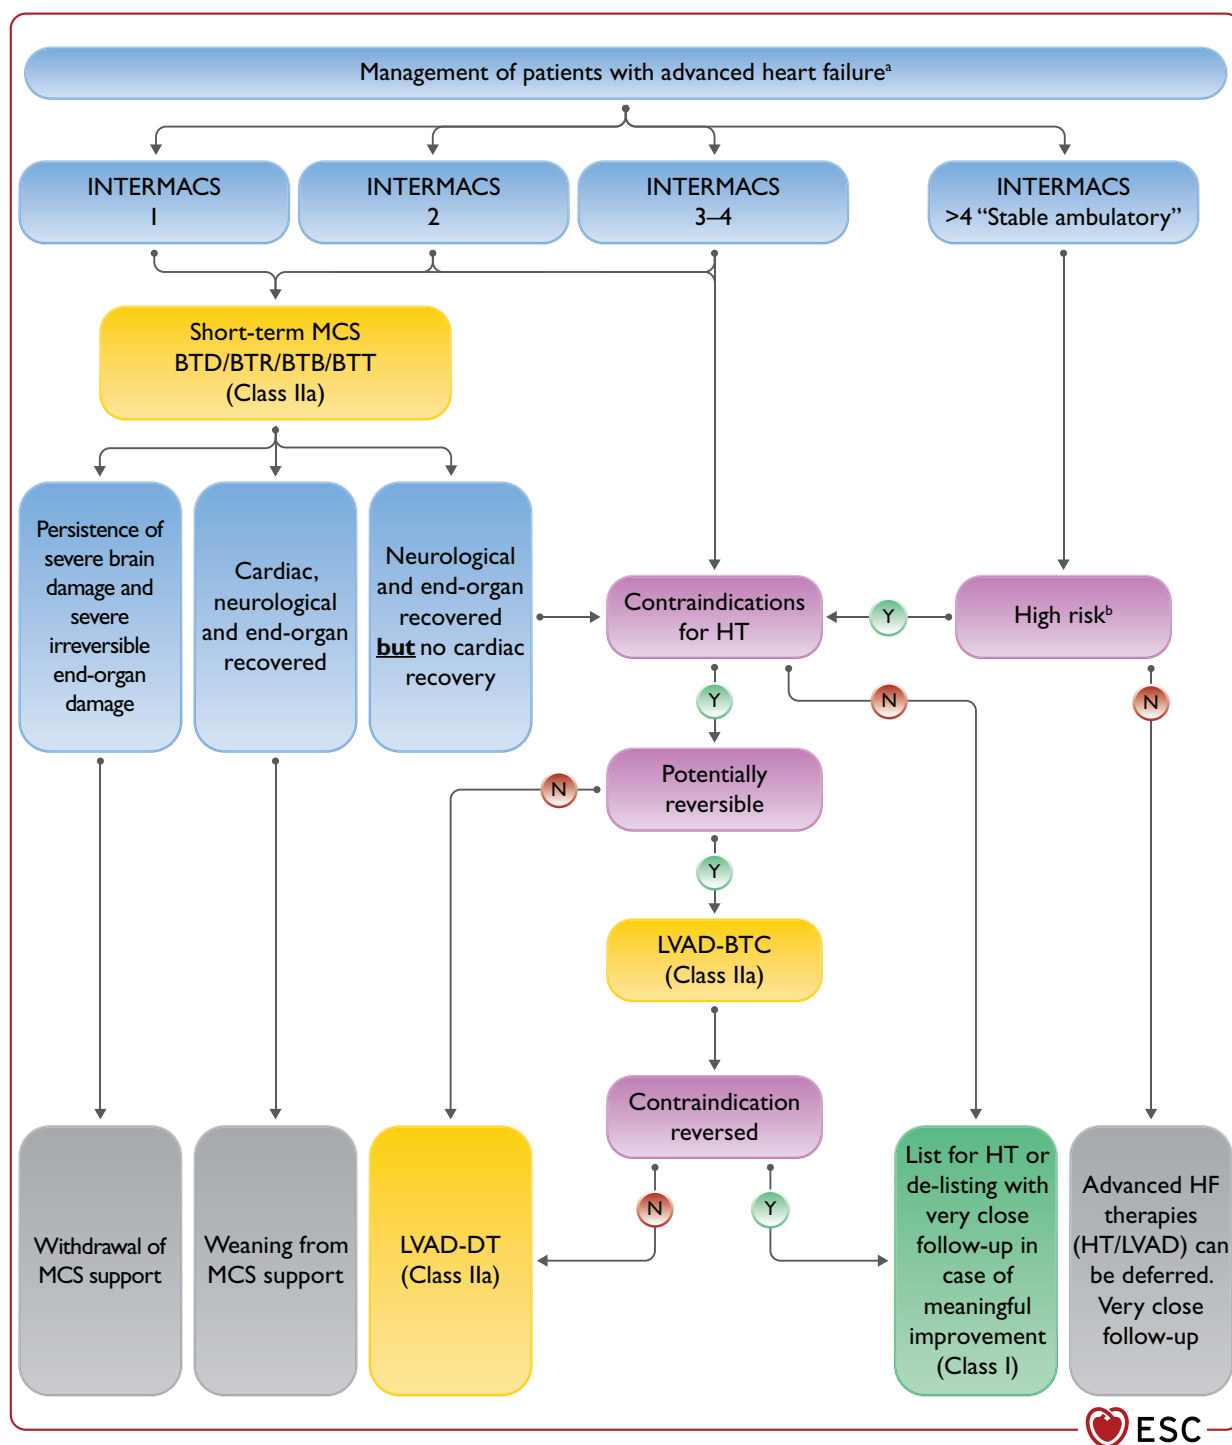 Management of patients with advanced heart failureᵃ
INTERMACS
1
INTERMACS
2
INTERMACS
3–4
INTERMACS
>4 “Stable ambulatory”
Short-term MCS
BTD/BTR/BTB/BTT
(Class IIa)
Persistence of
severe brain
damage and
severe
irreversible
end-organ
damage
Cardiac,
neurological
and end-organ
recovered
Neurological
and end-organ
recovered
but no cardiac
recovery
Contraindications
for HT
Y
High riskᵇ
Y
N
N
Potentially
reversible
N
Y
LVAD-BTC
(Class IIa)
Contraindication
reversed
N
Y
Withdrawal of
MCS support
Weaning from
MCS support
LVAD-DT
(Class IIa)
List for HT or
de-listing with
very close
follow-up in
case of
meaningful
improvement
(Class I)
Advanced HF
therapies
(HT/LVAD) can
be deferred.
Very close
follow-up
ESC